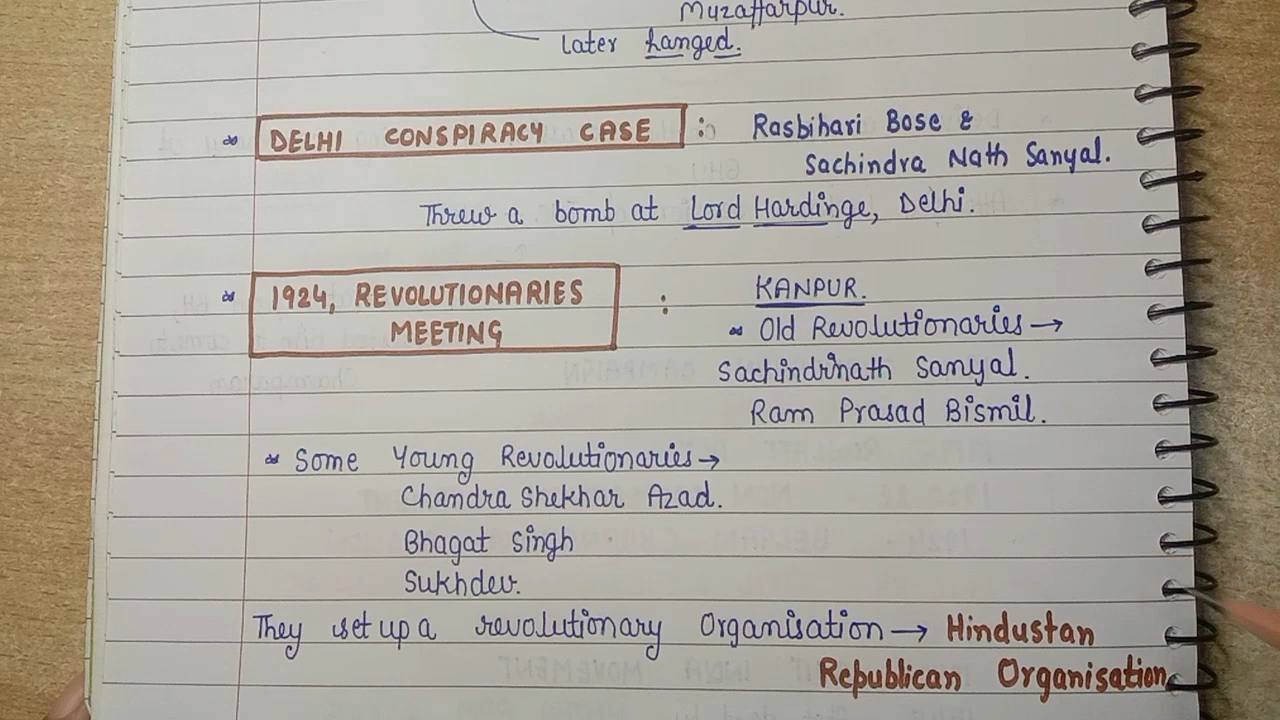 Muzaffarpur.
Later hanged.
DELHI CONSPIRACY CASE : Rasbihari Bose &
Sachindra Nath Sanyal.
Threw a bomb at Lord Hardinge, Delhi.
1924, REVOLUTIONARIES MEETING : KANPUR.
Old Revolutionaries →
Sachindrinath Sanyal.
Ram Prasad Bismil.
Some Young Revolutionaries →
Chandra Shekhar Azad.
Bhagat Singh
Sukhdev.
They set up a revolutionary Organisation → Hindustan
Republican Organisation